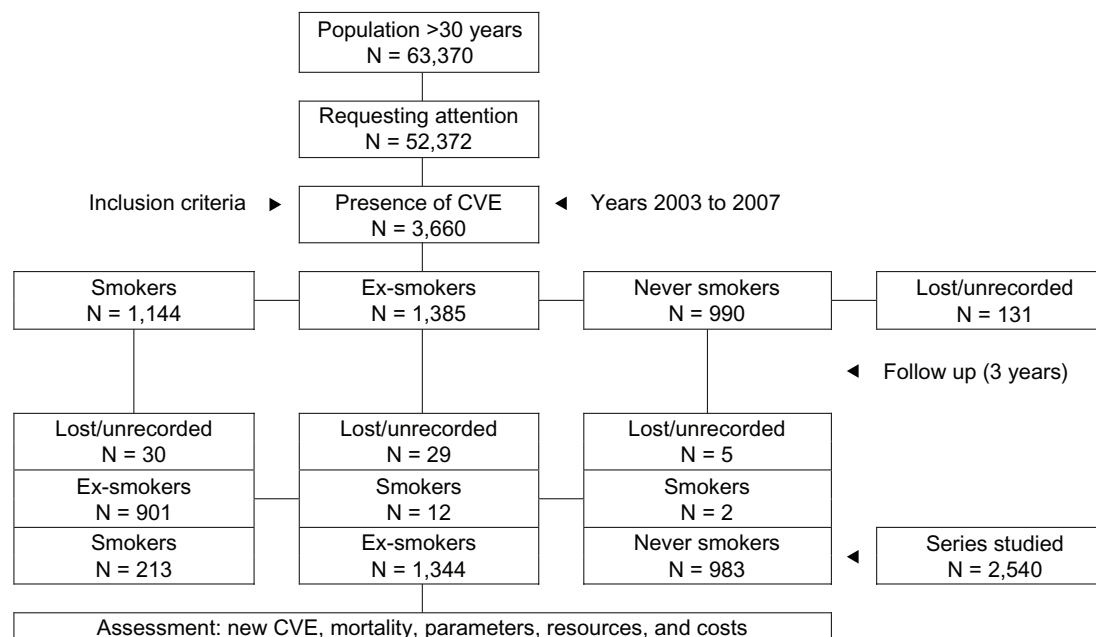 Population >30 years
N = 63,370
Requesting attention
N = 52,372
Inclusion criteria
Presence of CVE
N = 3,660
Years 2003 to 2007
Smokers
N = 1,144
Ex-smokers
N = 1,385
Never smokers
N = 990
Lost/unrecorded
N = 131
Follow up (3 years)
Lost/unrecorded
N = 30
Lost/unrecorded
N = 29
Lost/unrecorded
N = 5
Ex-smokers
N = 901
Smokers
N = 12
Smokers
N = 2
Smokers
N = 213
Ex-smokers
N = 1,344
Never smokers
N = 983
Series studied
N = 2,540
Assessment: new CVE, mortality, parameters, resources, and costs